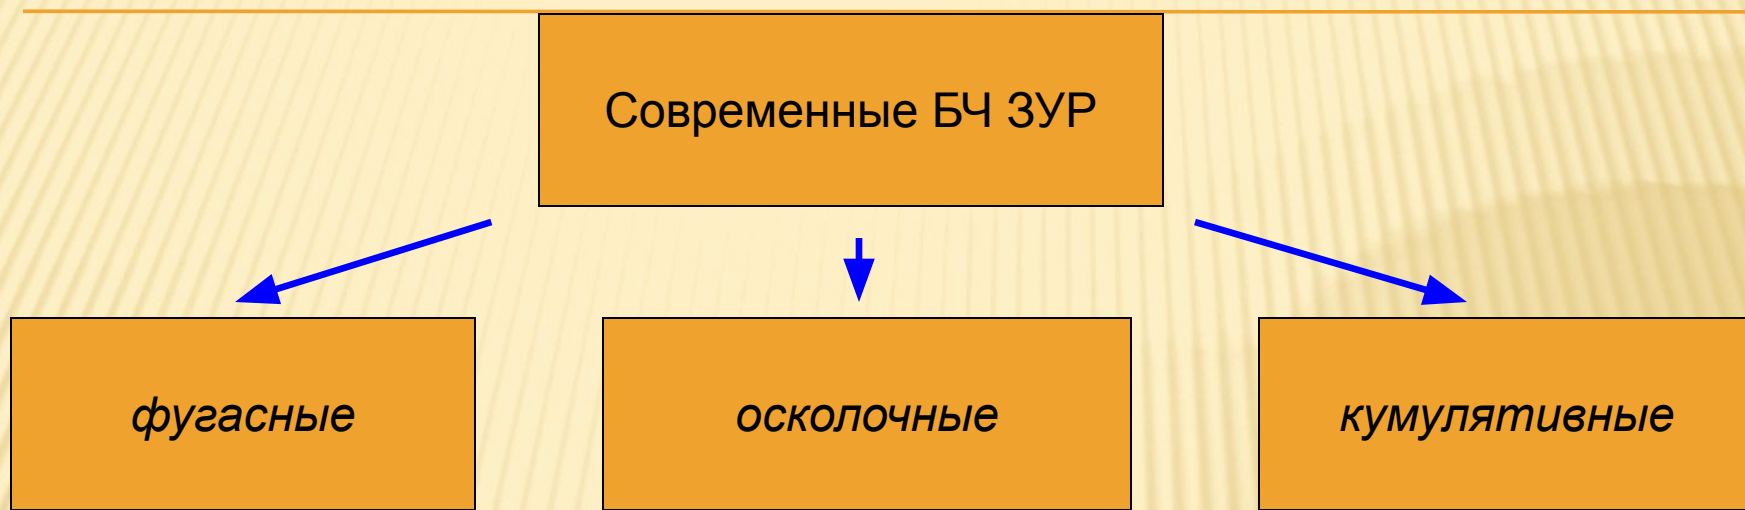 Современные БЧ ЗУР
фугасные
осколочные
кумулятивные